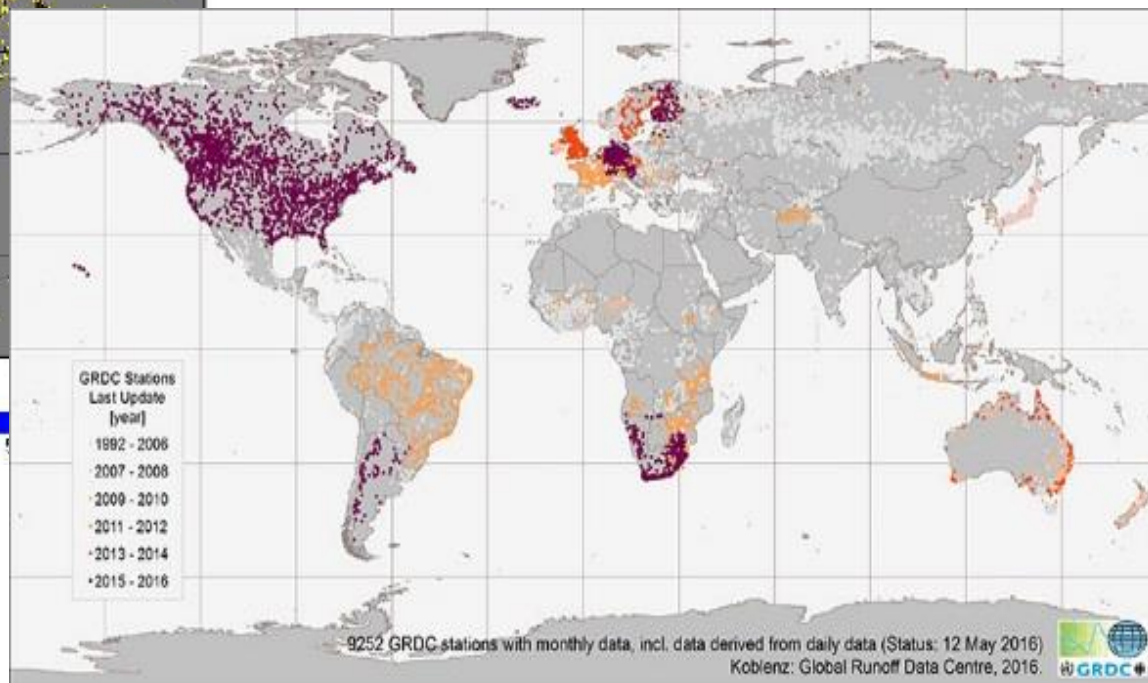 GRDC Stations
Last Update
[year]
1992 - 2006
2007 - 2008
2009 - 2010
2011 - 2012
2013 - 2014
2015 - 2016
9252 GRDC stations with monthly data, incl. data derived from daily data (Status: 12 May 2016)
Koblenz: Global Runoff Data Centre, 2016.
GRDC